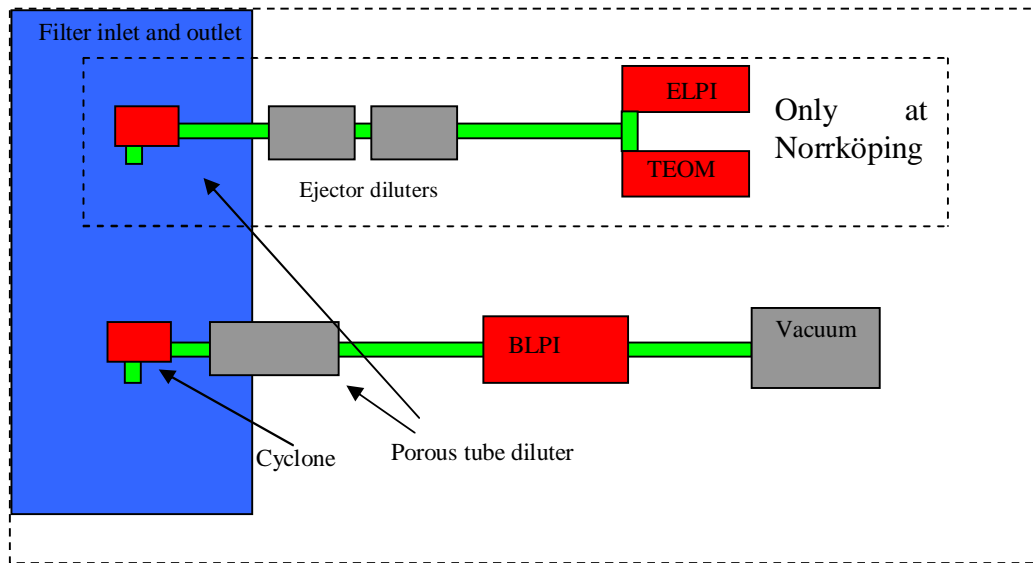 Filter inlet and outlet
ELPI
Only at
Norrköping
TEOM
Ejector diluters
BLPI
Vacuum
Cyclone
Porous tube diluter